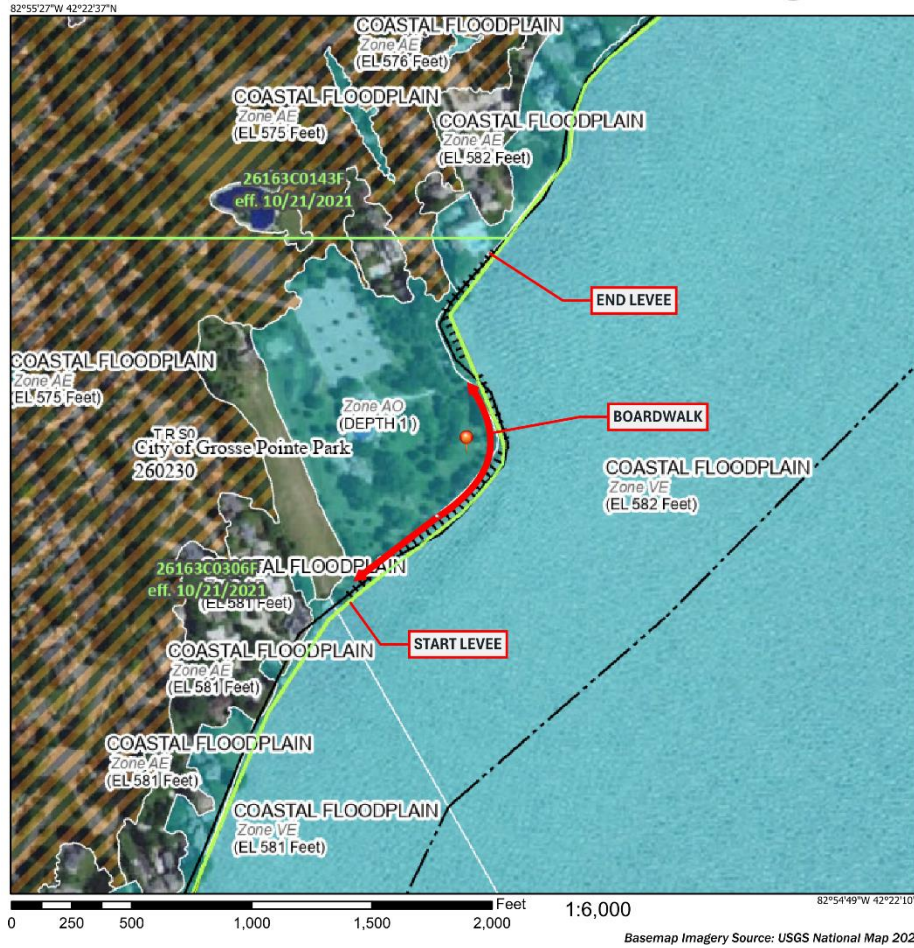 82°55'27"W 42°22'37"N
COASTAL FLOODPLAIN
Zone AE
(EL 576 Feet)
COASTAL FLOODPLAIN
Zone AE
(EL 575 Feet)
COASTAL FLOODPLAIN
Zone AE
(EL 582 Feet)
26163C0143F
eff. 10/21/2021
END LEVEE
COASTAL FLOODPLAIN
Zone AE
(EL 575 Feet)
Zone AO
(DEPTH 1)
BOARDWALK
T R S0
City of Grosse Pointe Park
260230
COASTAL FLOODPLAIN
Zone VE
(EL 582 Feet)
26163C0306F
eff. 10/21/2021
TAL FLOODPLAIN
(EL 581 Feet)
START LEVEE
COASTAL FLOODPLAIN
Zone AE
(EL 581 Feet)
COASTAL FLOODPLAIN
Zone AE
(EL 581 Feet)
COASTAL FLOODPLAIN
Zone VE
(EL 581 Feet)
82°54'49"W 42°22'10"
Feet
1:6,000
0 250 500 1,000 1,500 2,000
Basemap Imagery Source: USGS National Map 202